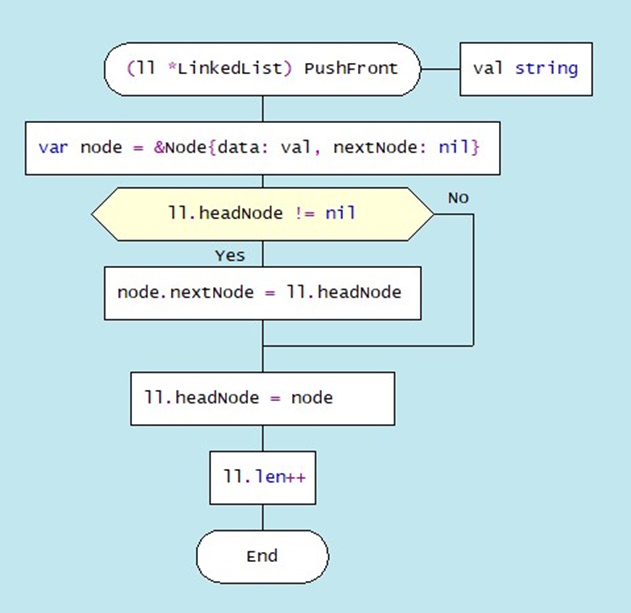 (ll *LinkedList) PushFront
val string
var node = &Node{data: val, nextNode: nil}
ll.headNode != nil
No
Yes
node.nextNode = ll.headNode
ll.headNode = node
ll.len++
End